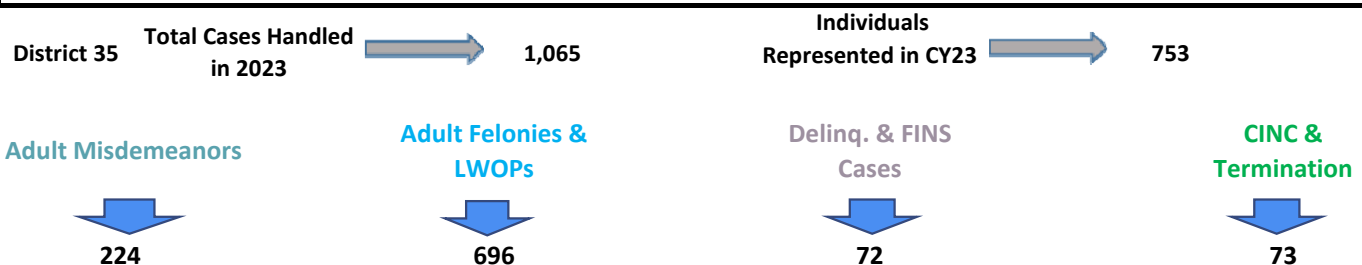 District 35
Total Cases Handled
in 2023
1,065
Individuals
Represented in CY23
753
Adult Misdemeanors
Adult Felonies &
LWOPs
Delinq. & FINS
Cases
CINC &
Termination
224
696
72
73